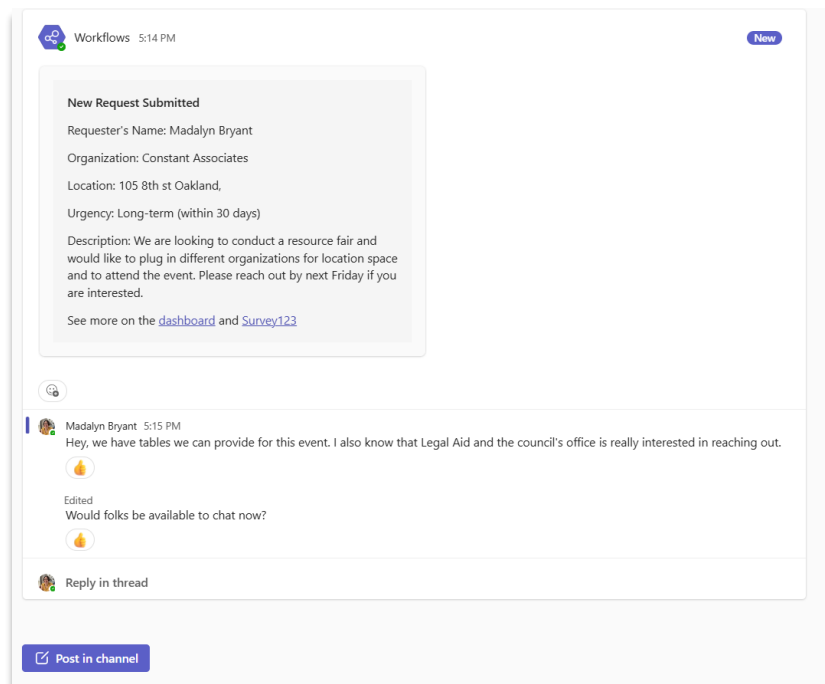 Workflows 5:14 PM
New
New Request Submitted
Requester's Name: Madalyn Bryant
Organization: Constant Associates
Location: 105 8th st Oakland,
Urgency: Long-term (within 30 days)
Description: We are looking to conduct a resource fair and
would like to plug in different organizations for location space
and to attend the event. Please reach out by next Friday if you
are interested.
See more on the dashboard and Survey123
Madalyn Bryant 5:15 PM
Hey, we have tables we can provide for this event. I also know that Legal Aid and the council's office is really interested in reaching out.
Edited
Would folks be available to chat now?
Reply in thread
Post in channel